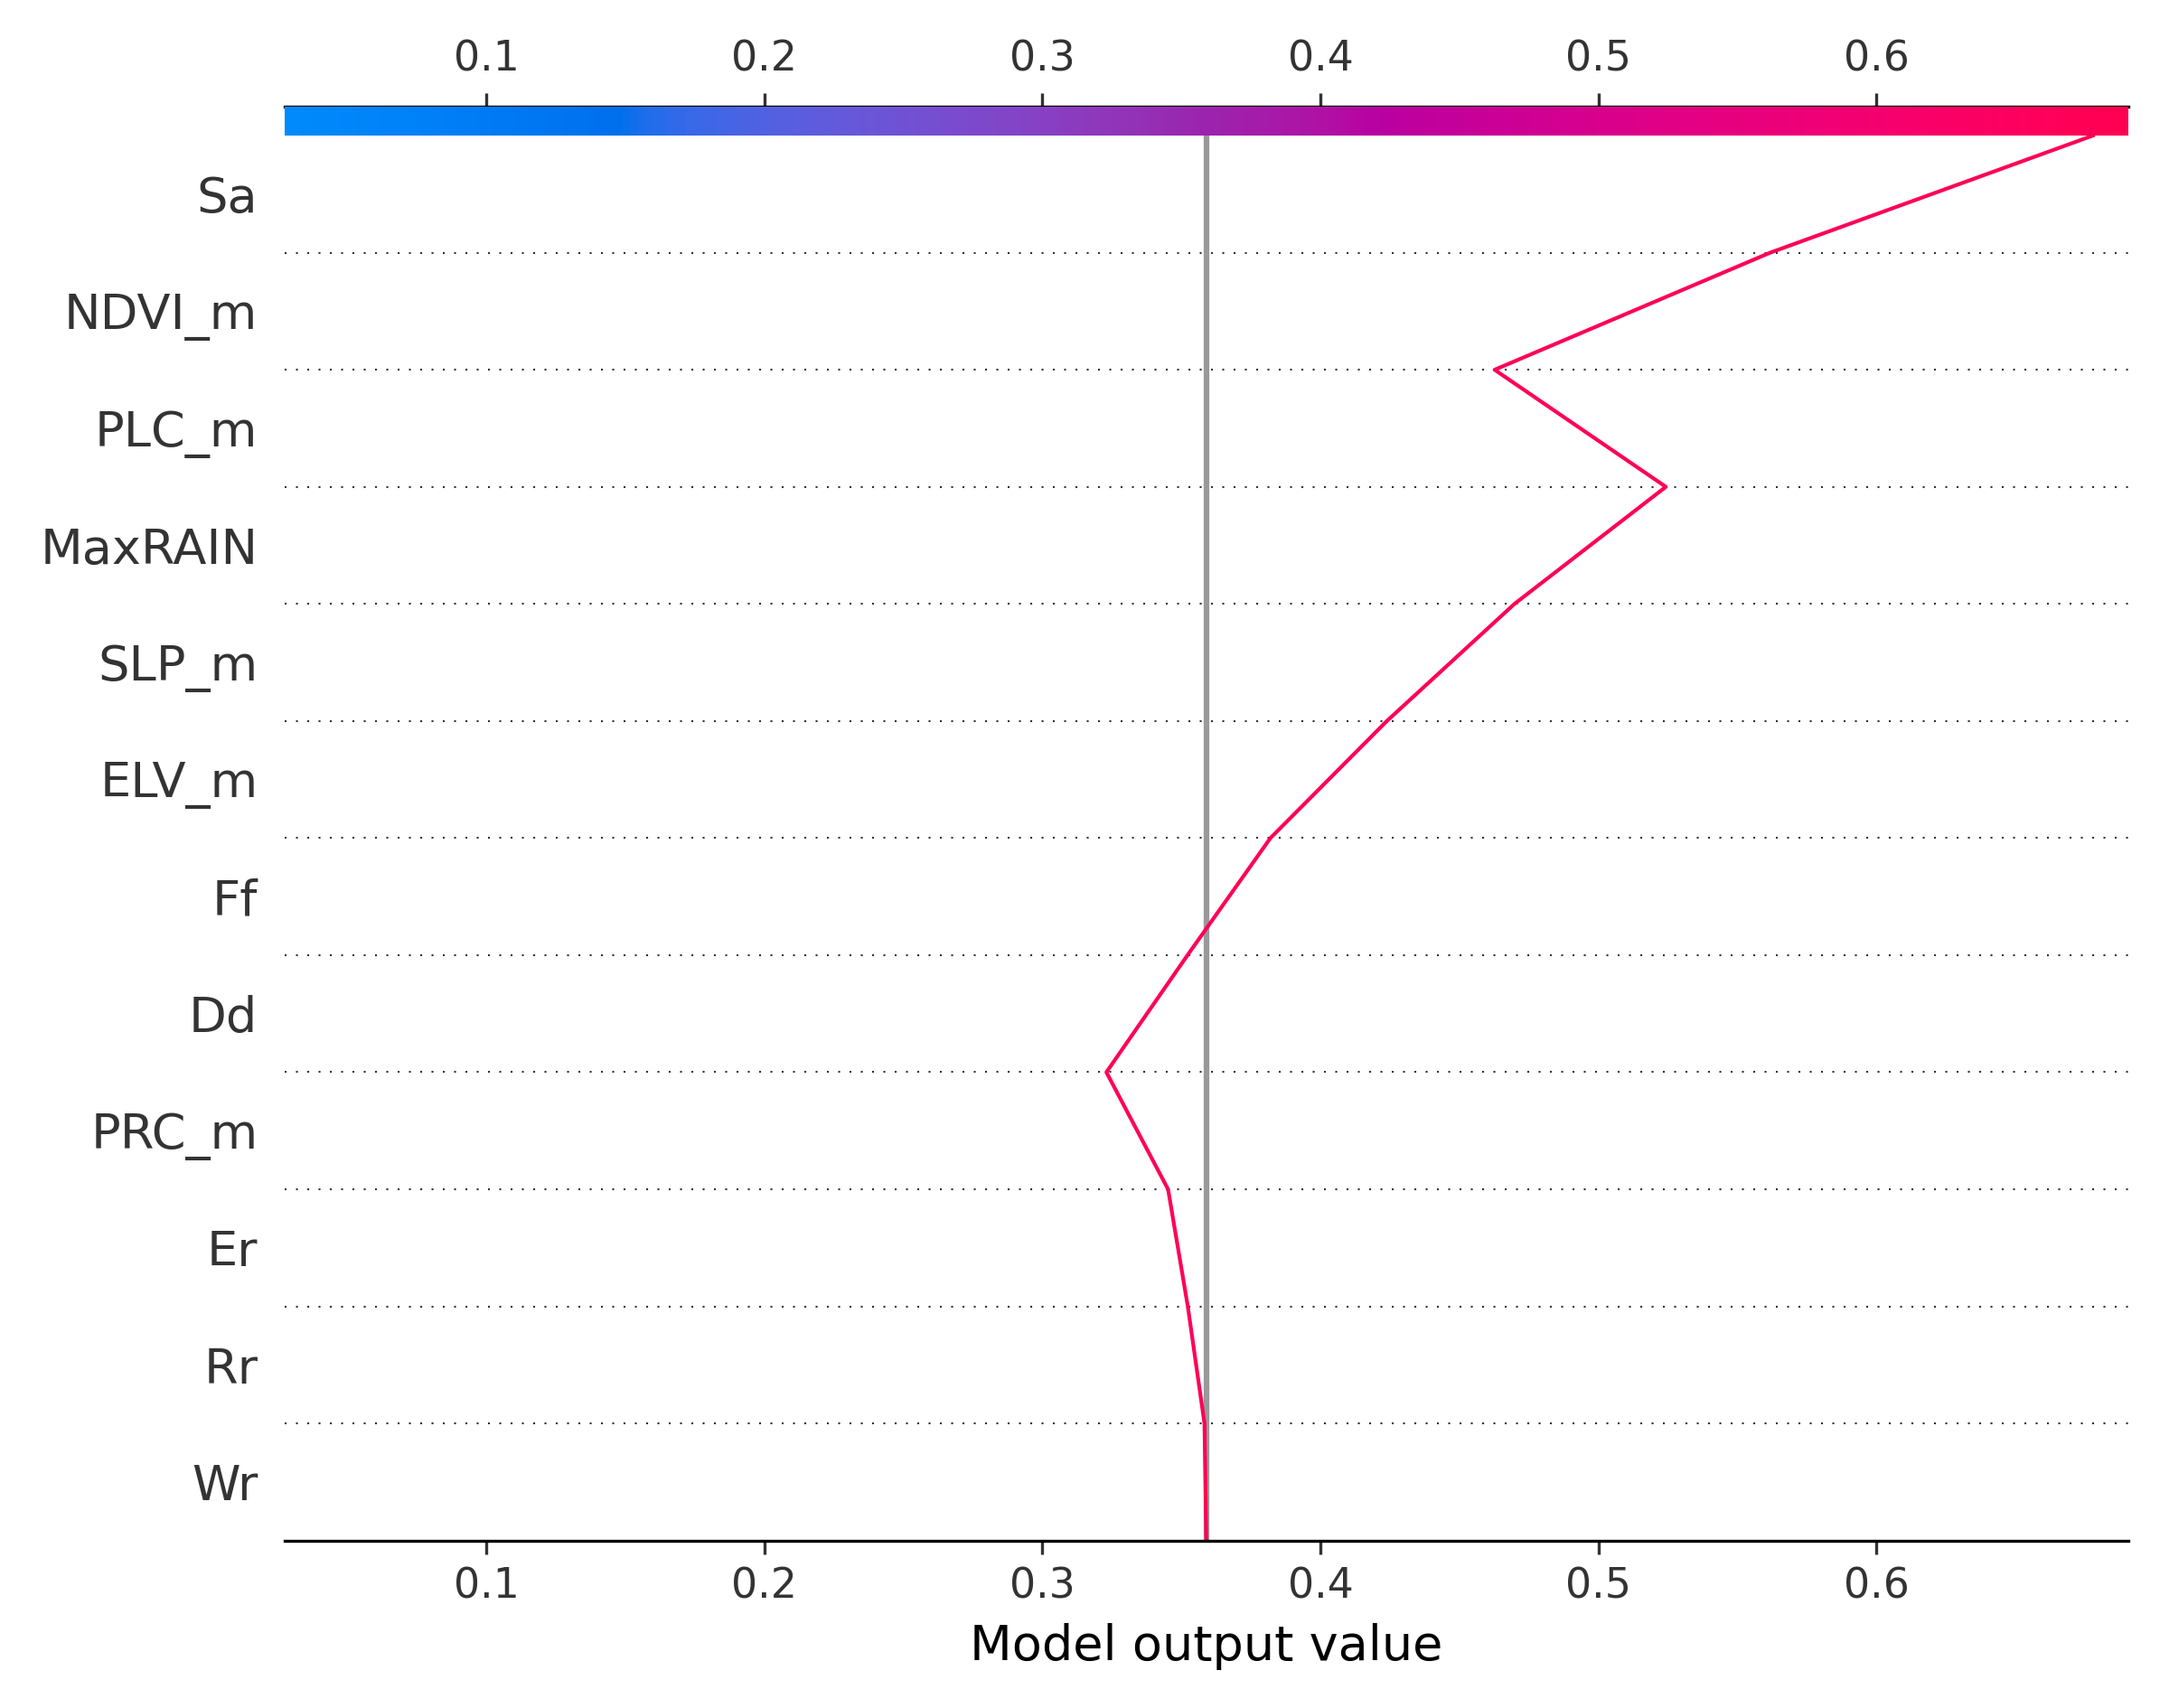 0.1 0.2 0.3 0.4 0.5 0.6
Sa
NDVI_m
PLC_m
MaxRAIN
SLP_m
ELV_m
Ff
Dd
PRC_m
Er
Rr
Wr
0.1 0.2 0.3 0.4 0.5 0.6
Model output value